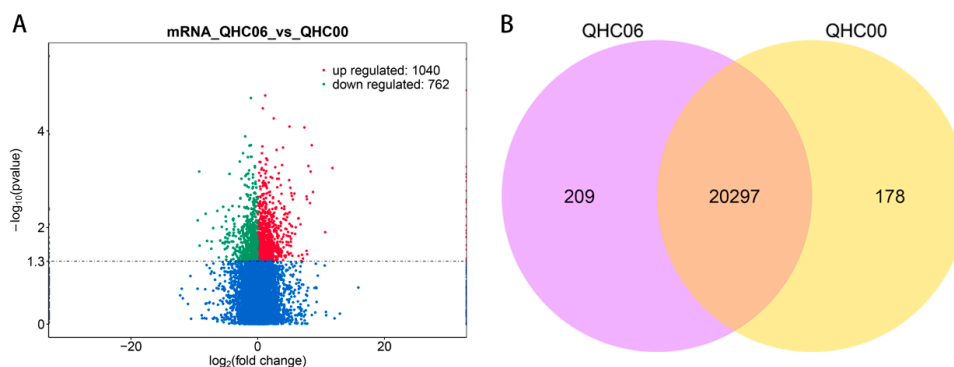 A
mRNA_QHC06_vs_QHC00
up regulated: 1040
down regulated: 762
−log10(pvalue)
4
2
1.3
0
−20
0
20
log2(fold change)
B
QHC06
QHC00
209
20297
178